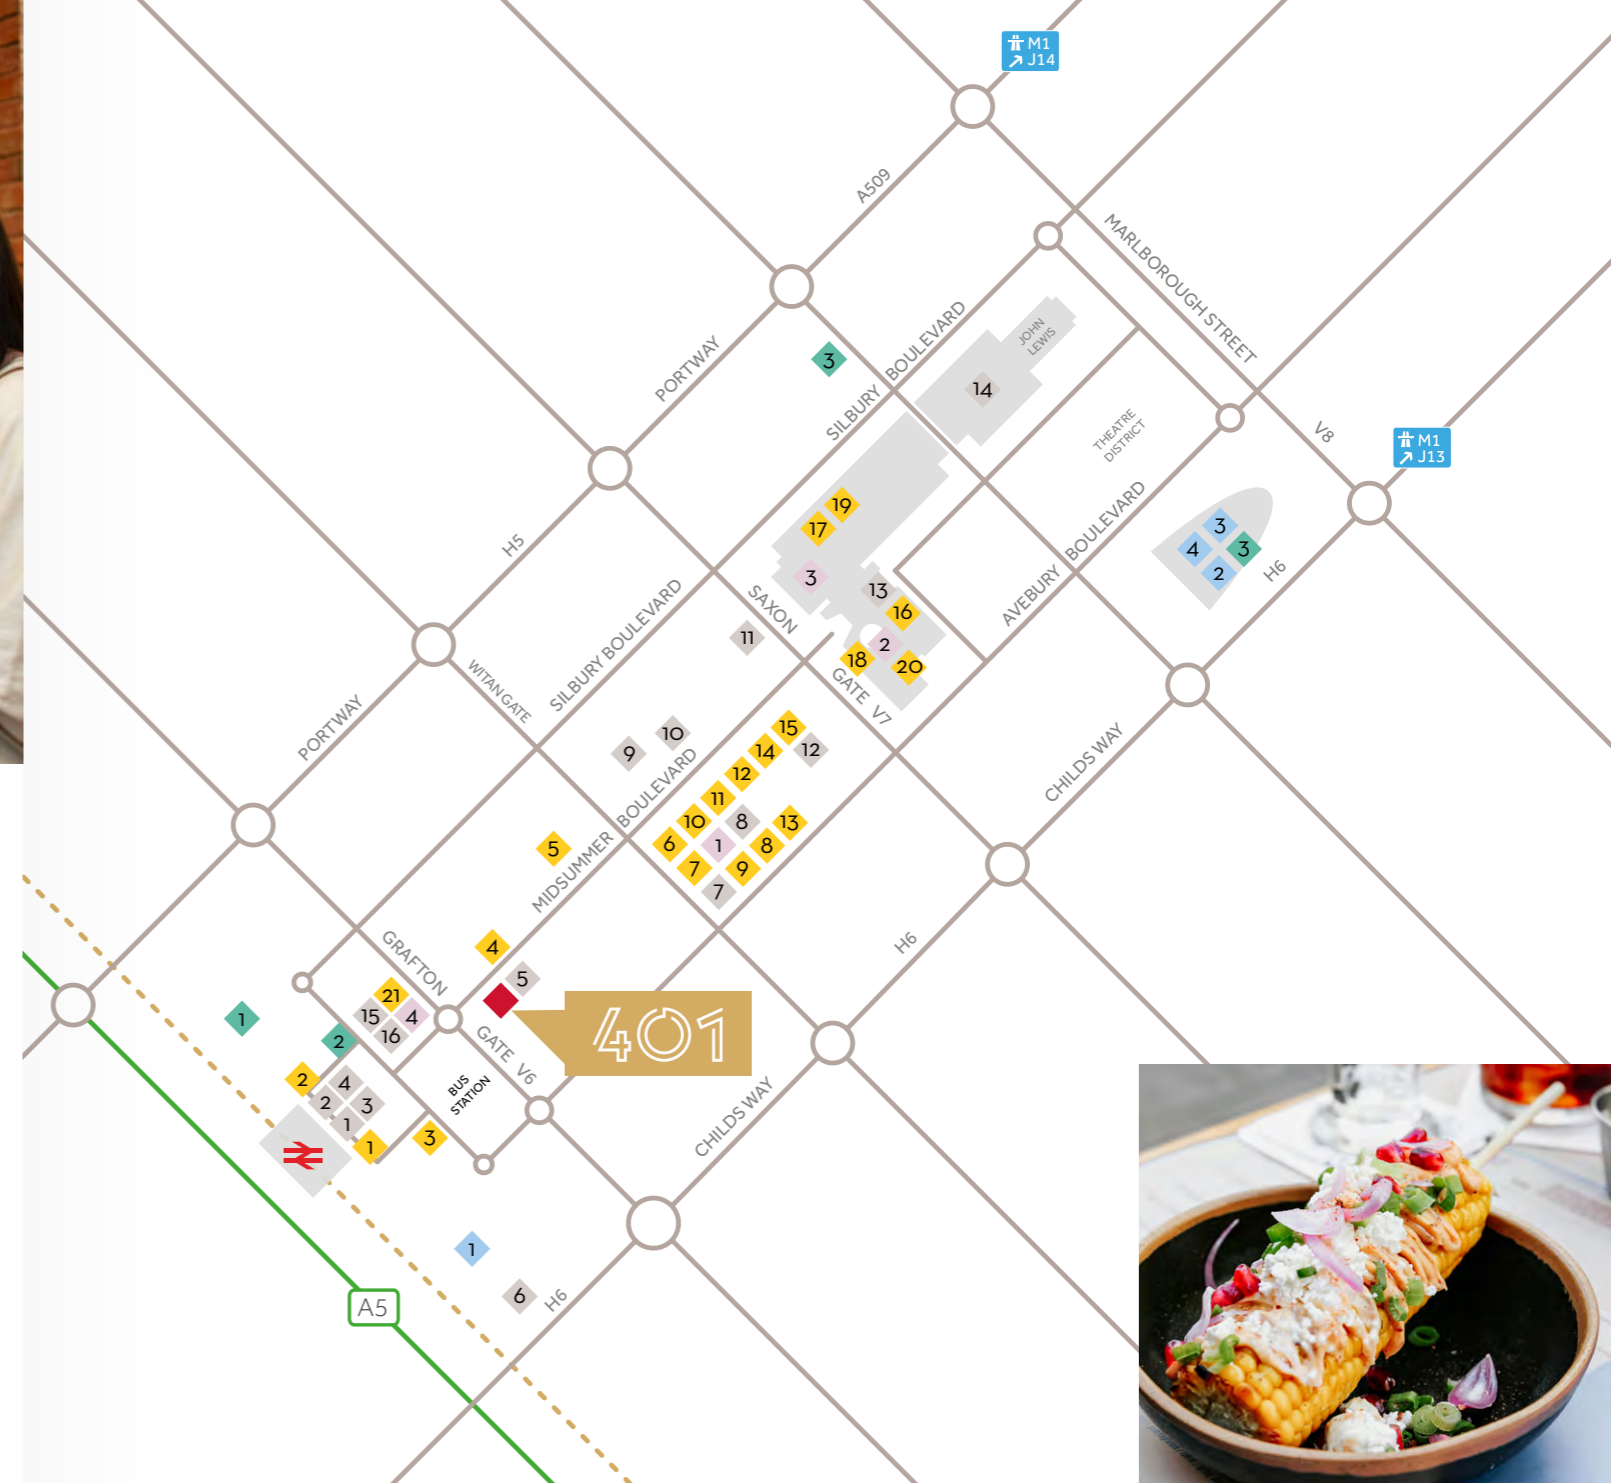 M1
J14
A509
MARLBOROUGH STREET
SILBURY BOULEVARD
JOHN
LEWIS
PORTWAY
3
14
THEATRE
DISTRICT
V8
M1
J13
19
17
H5
AVEBURY BOULEVARD
3
4
3
2
H6
3
13
16
SAXON
SILBURY BOULEVARD
11
2
18
20
GATE V7
WITAN GATE
PORTWAY
10
9
15
14
12
12
11
CHILDS WAY
MIDSUMMER BOULEVARD
10
8
13
6
1
8
5
7
9
7
GRAFTON
4
H6
5
21
15
4
16
1
2
401
GATE V6
BUS
STATION
2
4
2
3
1
1
3
CHILDS WAY
1
6
H6
A5